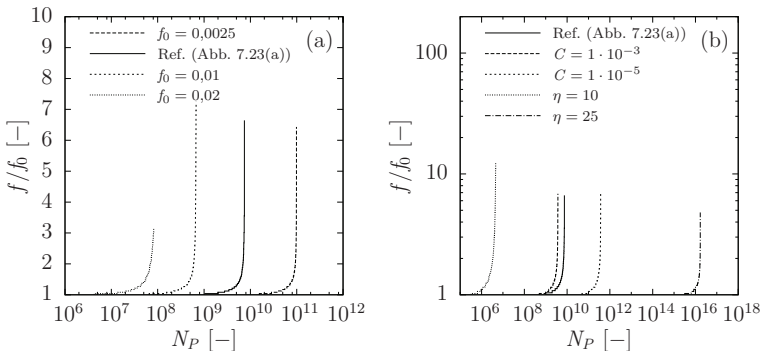 10
9
8
7
6
5
4
3
2
1
f/f₀ [−]
f₀ = 0,0025
Ref. (Abb. 7.23(a))
f₀ = 0,01
f₀ = 0,02
(a)
10⁶ 10⁷ 10⁸ 10⁹ 10¹⁰ 10¹¹ 10¹²
N_P [−]
100
10
1
f/f₀ [−]
Ref. (Abb. 7.23(a))
C = 1 · 10⁻³
C = 1 · 10⁻⁵
η = 10
η = 25
(b)
10⁶ 10⁸ 10¹⁰ 10¹² 10¹⁴ 10¹⁶ 10¹⁸
N_P [−]